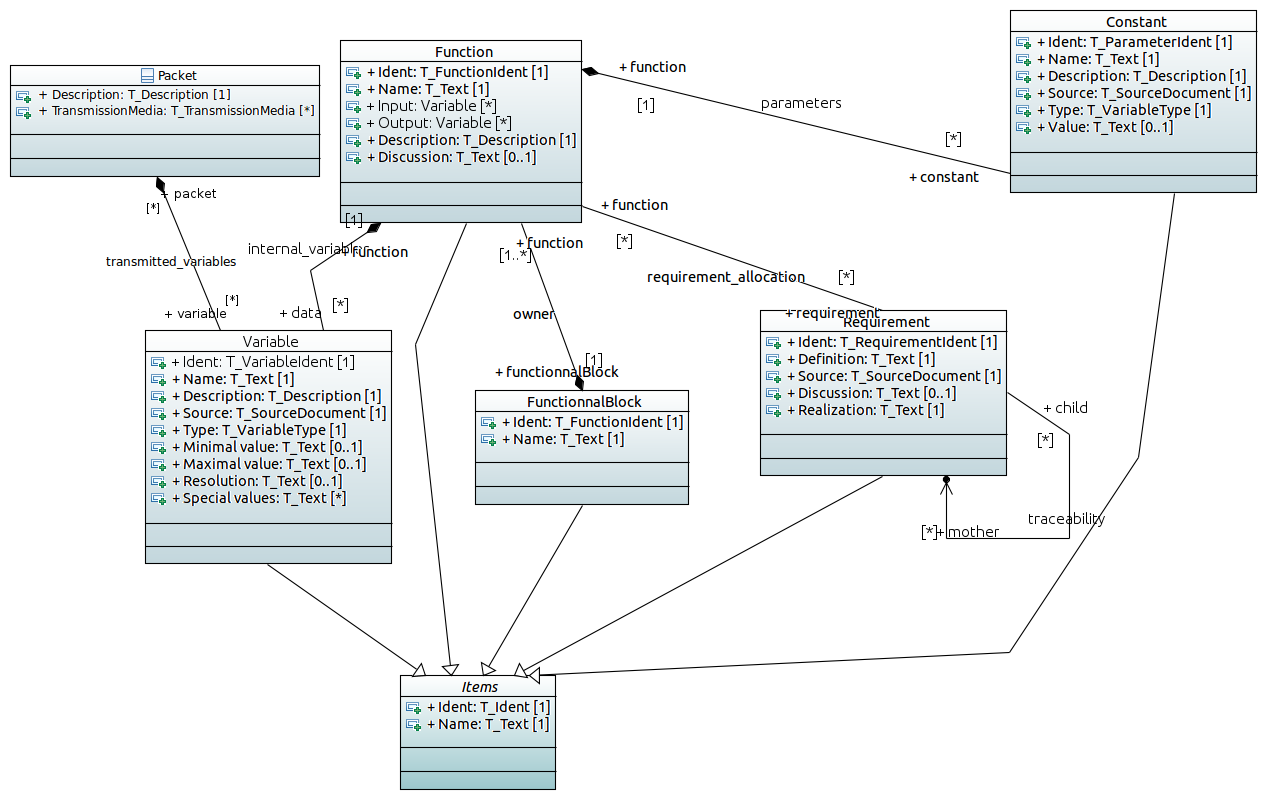 Packet
+ Description: T_Description [1]
+ TransmissionMedia: T_TransmissionMedia [*]
Function
+ Ident: T_FunctionIdent [1]
+ Name: T_Text [1]
+ Input: Variable [*]
+ Output: Variable [*]
+ Description: T_Description [1]
+ Discussion: T_Text [0..1]
Constant
+ Ident: T_ParameterIdent [1]
+ Name: T_Text [1]
+ Description: T_Description [1]
+ Source: T_SourceDocument [1]
+ Type: T_VariableType [1]
+ Value: T_Text [0..1]
+ function
[1]
parameters
[*]
+ constant
+ packet
[*]
transmitted_variables
[*]
+ variable
[1]
internal_variables
+ function
[*]
+ data
+ function
[1..*]
owner
[1]
+ functionnalBlock
+ function
[*]
requirement_allocation
[*]
+ requirement
Variable
+ Ident: T_VariableIdent [1]
+ Name: T_Text [1]
+ Description: T_Description [1]
+ Source: T_SourceDocument [1]
+ Type: T_VariableType [1]
+ Minimal value: T_Text [0..1]
+ Maximal value: T_Text [0..1]
+ Resolution: T_Text [0..1]
+ Special values: T_Text [*]
FunctionnalBlock
+ Ident: T_FunctionIdent [1]
+ Name: T_Text [1]
Requirement
+ Ident: T_RequirementIdent [1]
+ Definition: T_Text [1]
+ Source: T_SourceDocument [1]
+ Discussion: T_Text [0..1]
+ Realization: T_Text [1]
+ child
[*]
traceability
[*]
+ mother
Items
+ Ident: T_Ident [1]
+ Name: T_Text [1]